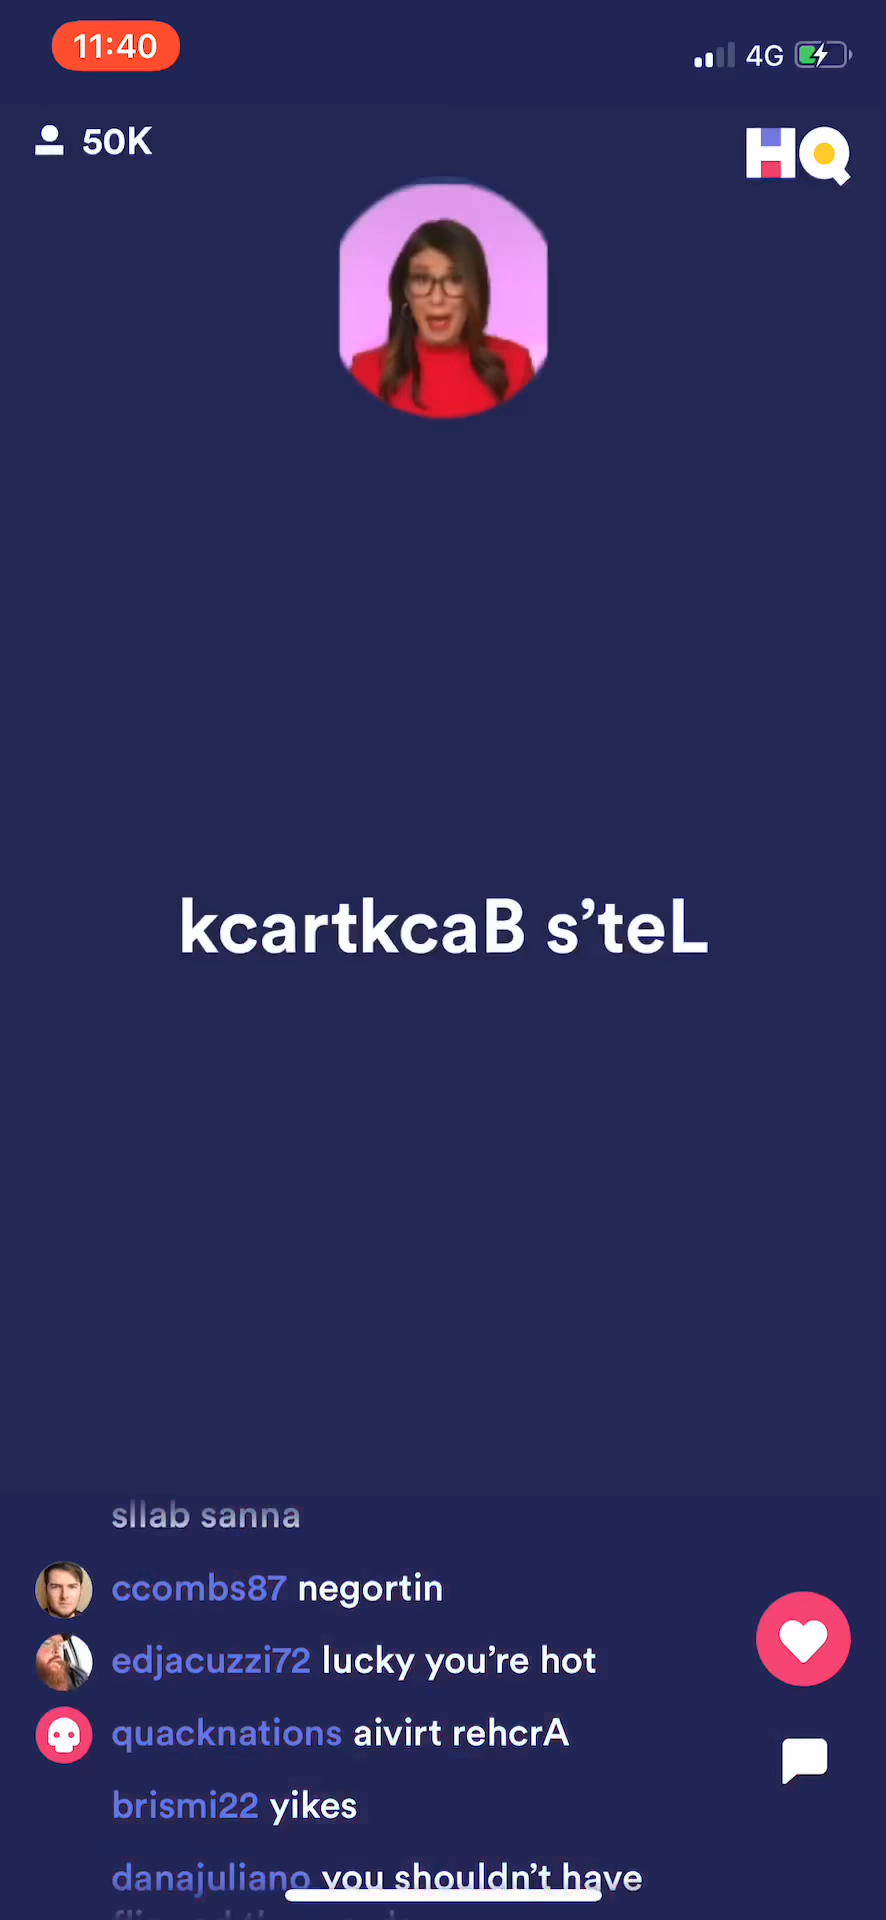 11:40
4G
50K
HQ
kcartkcaB s’teL
sllab sanna
ccombs87 negortin
edjacuzzi72 lucky you’re hot
quacknations aivirt rehcrA
brismi22 yikes
danajuliano you shouldn’t have